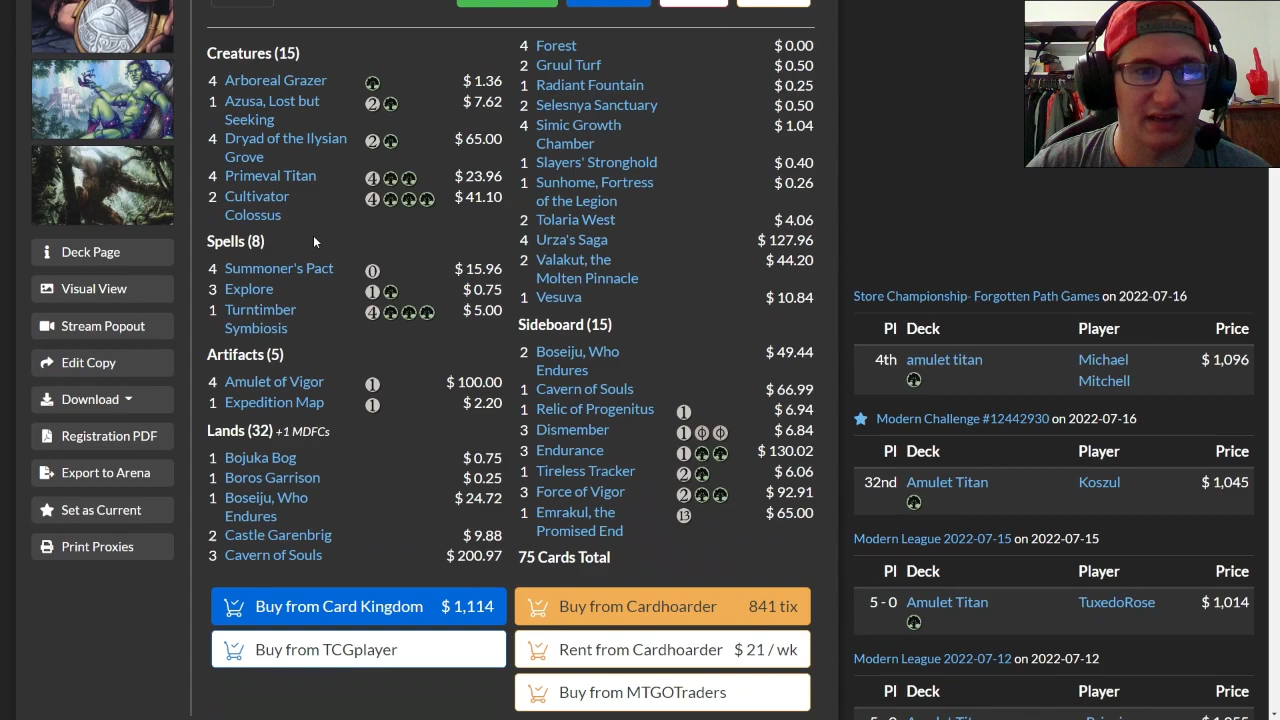 Deck Page
Visual View
Stream Popout
Edit Copy
Download
Registration PDF
Export to Arena
Set as Current
Print Proxies
Creatures (15)
4 Arboreal Grazer $ 1.36
1 Azusa, Lost but 2 $ 7.62
Seeking
4 Dryad of the Ilysian 2 $ 65.00
Grove
4 Primeval Titan 4 $ 23.96
2 Cultivator 4 $ 41.10
Colossus
Spells (8)
4 Summoner's Pact 0 $ 15.96
3 Explore 1 $ 0.75
1 Turntimber 4 $ 5.00
Symbiosis
Artifacts (5)
4 Amulet of Vigor 1 $ 100.00
1 Expedition Map 1 $ 2.20
Lands (32) +1 MDFCs
1 Bojuka Bog $ 0.75
1 Boros Garrison $ 0.25
1 Boseiju, Who $ 24.72
Endures
2 Castle Garenbrig $ 9.88
3 Cavern of Souls $ 200.97
4 Forest $ 0.00
2 Gruul Turf $ 0.50
1 Radiant Fountain $ 0.25
2 Selesnya Sanctuary $ 0.50
4 Simic Growth $ 1.04
Chamber
1 Slayers' Stronghold $ 0.40
1 Sunhome, Fortress $ 0.26
of the Legion
2 Tolaria West $ 4.06
4 Urza's Saga $ 127.96
2 Valakut, the $ 44.20
Molten Pinnacle
1 Vesuva $ 10.84
Sideboard (15)
2 Boseiju, Who $ 49.44
Endures
1 Cavern of Souls $ 66.99
1 Relic of Progenitus 1 $ 6.94
3 Dismember 1 $ 6.84
3 Endurance 1 $ 130.02
1 Tireless Tracker 2 $ 6.06
3 Force of Vigor 2 $ 92.91
1 Emrakul, the 13 $ 65.00
Promised End
75 Cards Total
Buy from Card Kingdom $ 1,114
Buy from Cardhoarder 841 tix
Buy from TCGplayer
Rent from Cardhoarder $ 21 / wk
Buy from MTGOTraders
Store Championship- Forgotten Path Games on 2022-07-16
Pl Deck Player Price
4th amulet titan Michael $ 1,096
Mitchell
Modern Challenge #12442930 on 2022-07-16
Pl Deck Player Price
32nd Amulet Titan Koszul $ 1,045
Modern League 2022-07-15 on 2022-07-15
Pl Deck Player Price
5 - 0 Amulet Titan TuxedoRose $ 1,014
Modern League 2022-07-12 on 2022-07-12
Pl Deck Player Price